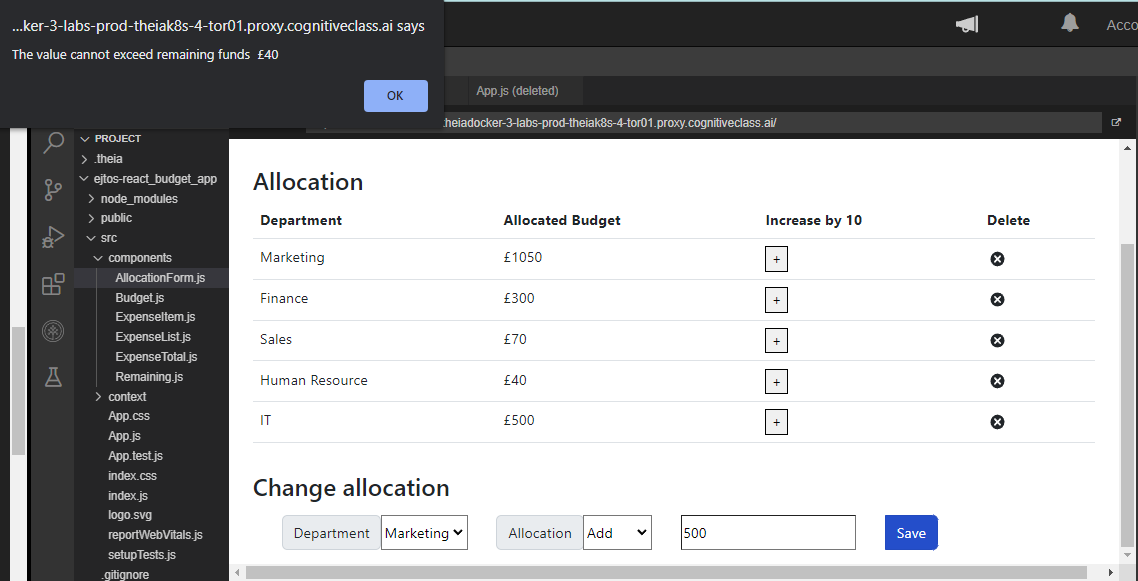 ...ker-3-labs-prod-theiak8s-4-tor01.proxy.cognitiveclass.ai says
The value cannot exceed remaining funds £40
OK
Acco
App.js (deleted)
theiadocker-3-labs-prod-theiak8s-4-tor01.proxy.cognitiveclass.ai/
PROJECT
.theia
ejtos-react_budget_app
node_modules
public
src
components
AllocationForm.js
Budget.js
ExpenseItem.js
ExpenseList.js
ExpenseTotal.js
Remaining.js
context
App.css
App.js
App.test.js
index.css
index.js
logo.svg
reportWebVitals.js
setupTests.js
.gitignore
Allocation
Department Allocated Budget Increase by 10 Delete
Marketing £1050 +
Finance £300 +
Sales £70 +
Human Resource £40 +
IT £500 +
Change allocation
Department Marketing Allocation Add 500 Save